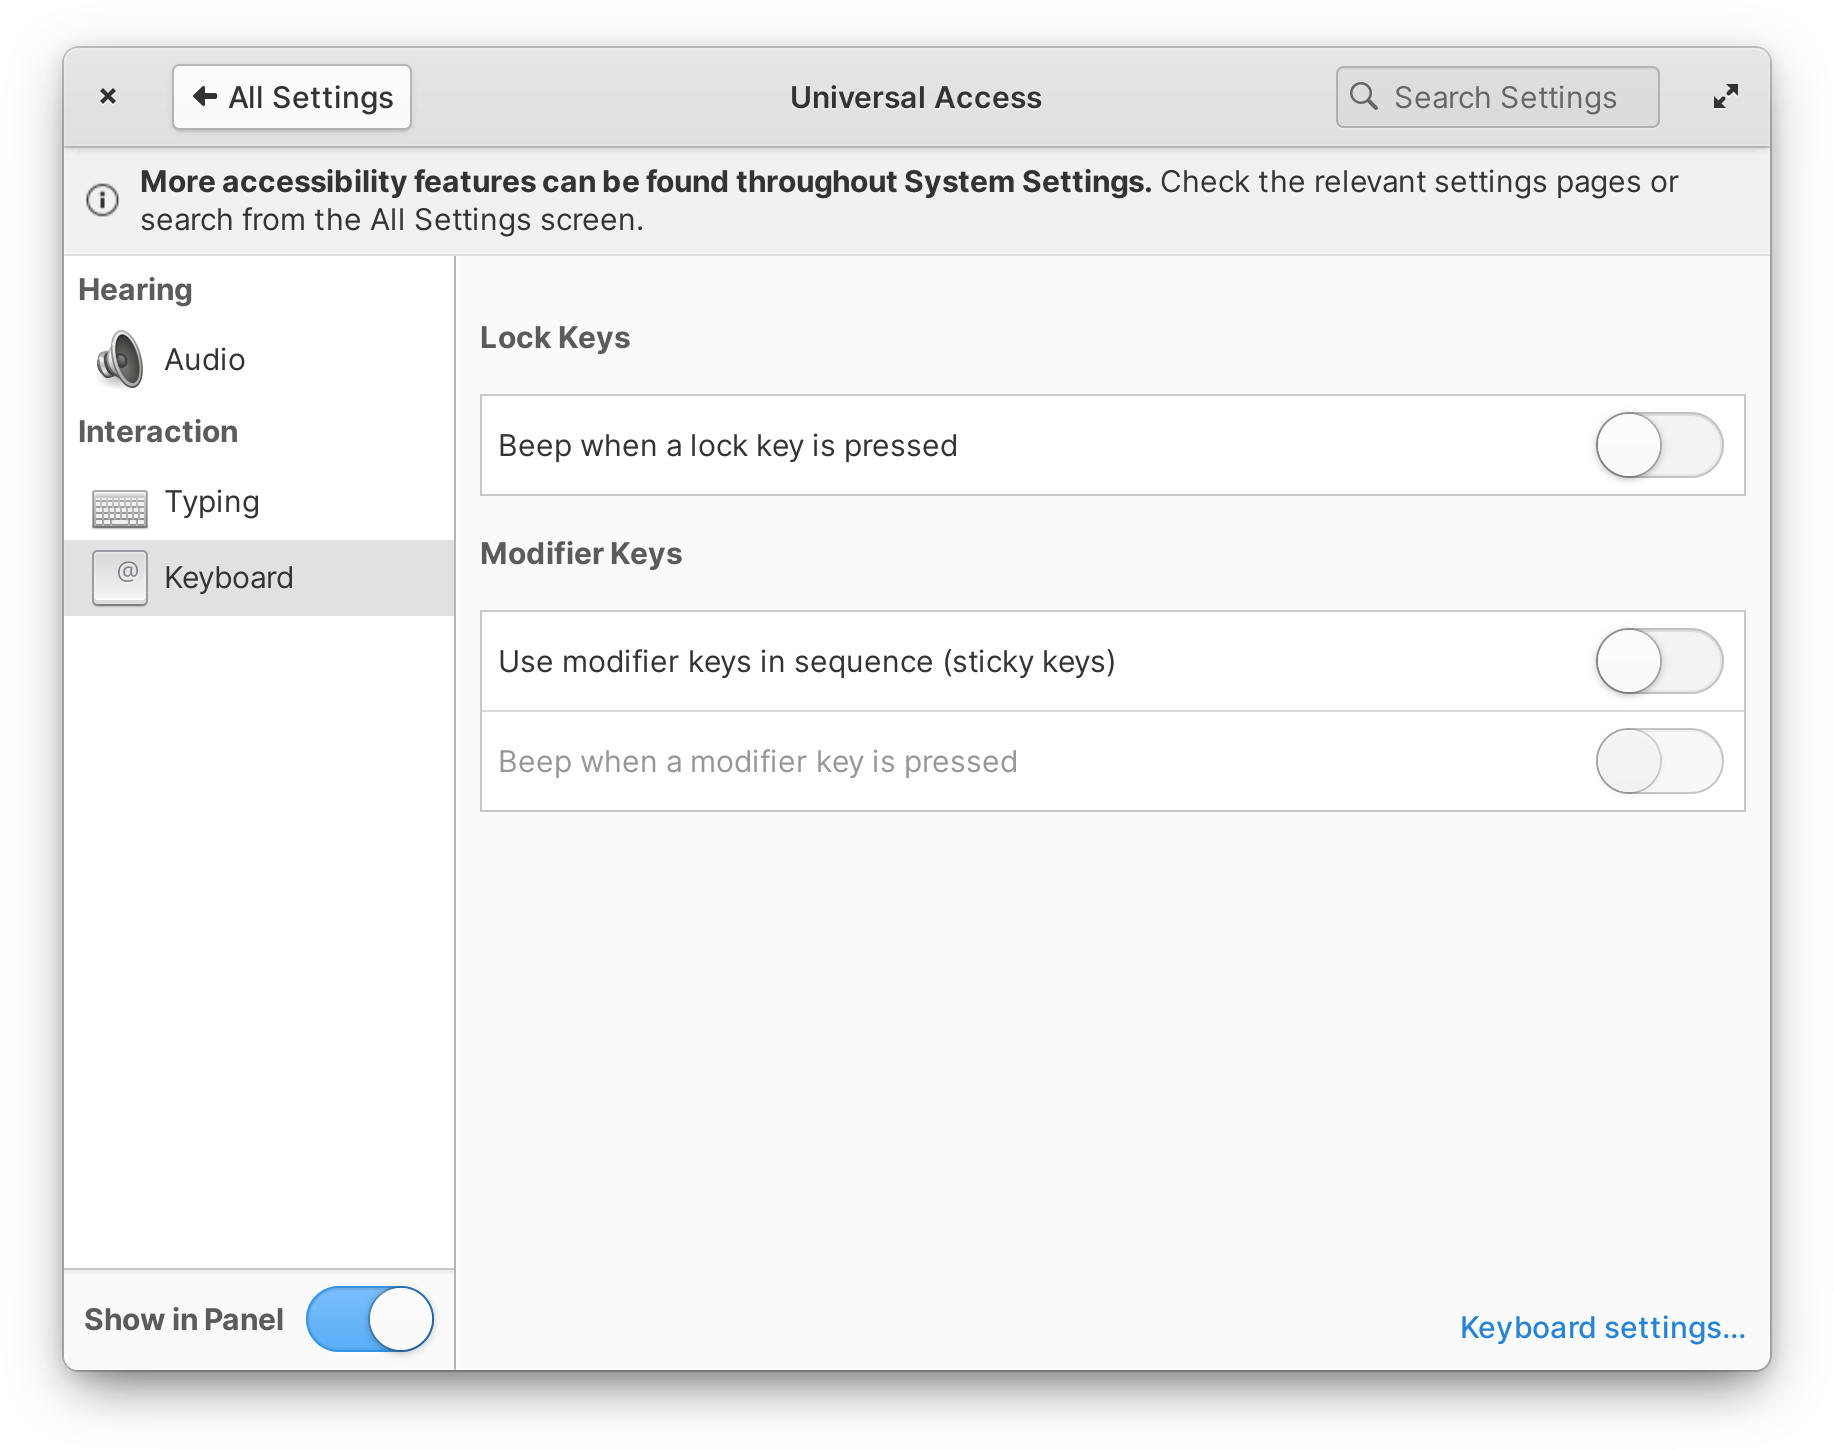 All Settings
Universal Access
Search Settings
More accessibility features can be found throughout System Settings. Check the relevant settings pages or
search from the All Settings screen.
Hearing
Audio
Interaction
Typing
@
Keyboard
Show in Panel
Lock Keys
Beep when a lock key is pressed
Modifier Keys
Use modifier keys in sequence (sticky keys)
Beep when a modifier key is pressed
Keyboard settings...